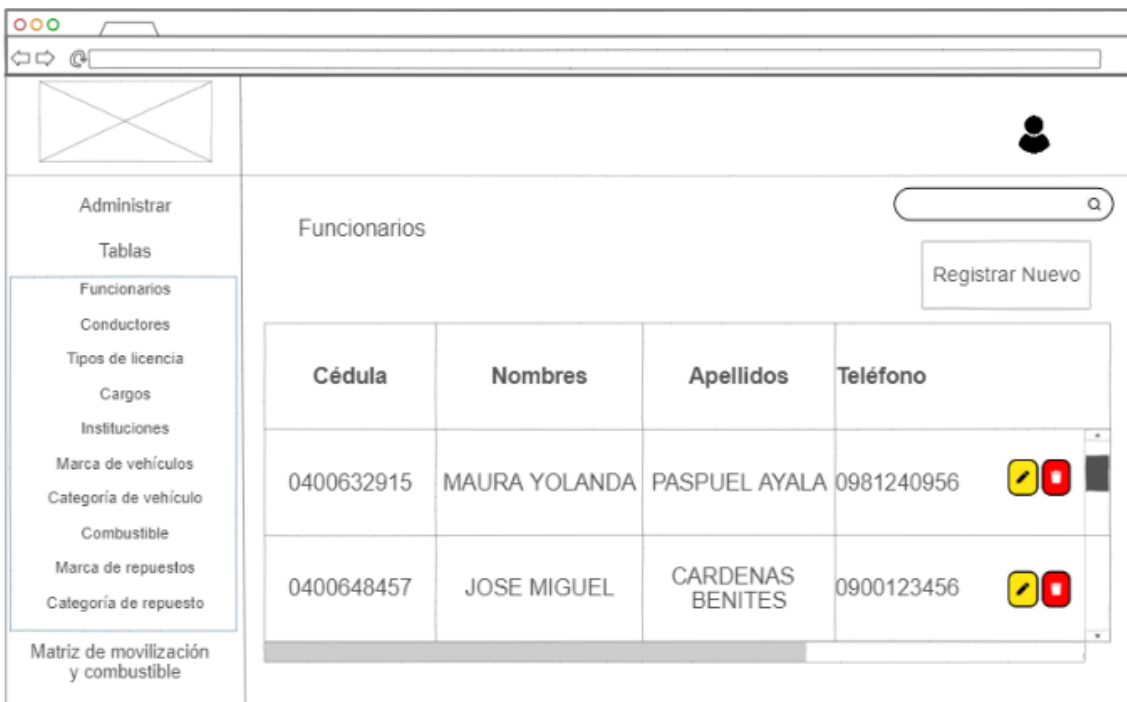 Administrar
Tablas
Funcionarios
Conductores
Tipos de licencia
Cargos
Instituciones
Marca de vehículos
Categoría de vehículo
Combustible
Marca de repuestos
Categoría de repuesto
Matriz de movilización
y combustible
Funcionarios
Registrar Nuevo
Cédula Nombres Apellidos Teléfono
0400632915 MAURA YOLANDA PASPUEL AYALA 0981240956
0400648457 JOSE MIGUEL CARDENAS BENITES 0900123456